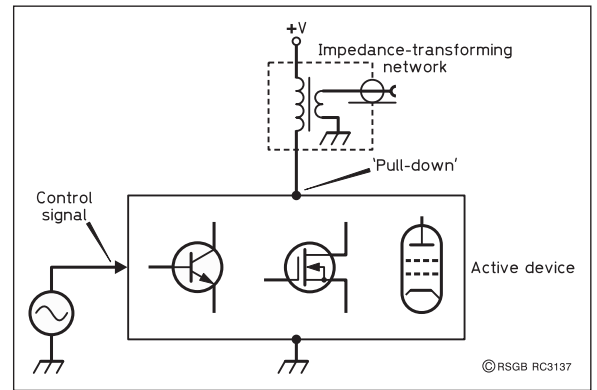 +V
Impedance-transforming
network
'Pull-down'
Control
signal
Active device
©RSGB RC3137